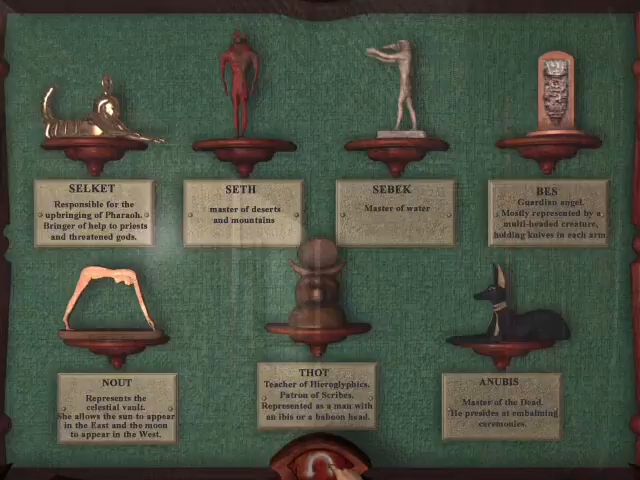 SELKET
Responsible for the
upbringing of Pharaoh.
Bringer of help to priests
and threatened gods.
SETH
master of deserts
and mountains
SEBEK
Master of water
BES
Guardian angel.
Mostly represented by a
multi-headed creature,
holding knives in each arm.
NOUT
Represents the
celestial vault.
She allows the sun to appear
in the East and the moon
to appear in the West.
THOT
Teacher of Hieroglyphics.
Patron of Scribes.
Represented as a man with
an ibis or a baboon head.
ANUBIS
Master of the Dead.
He presides at embalming
ceremonies.